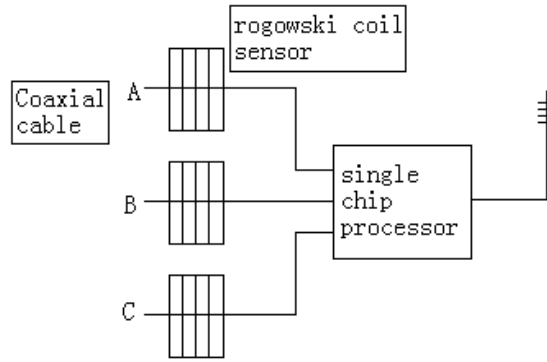 rogowski coil
sensor
Coaxial
cable
A
B
C
single
chip
processor